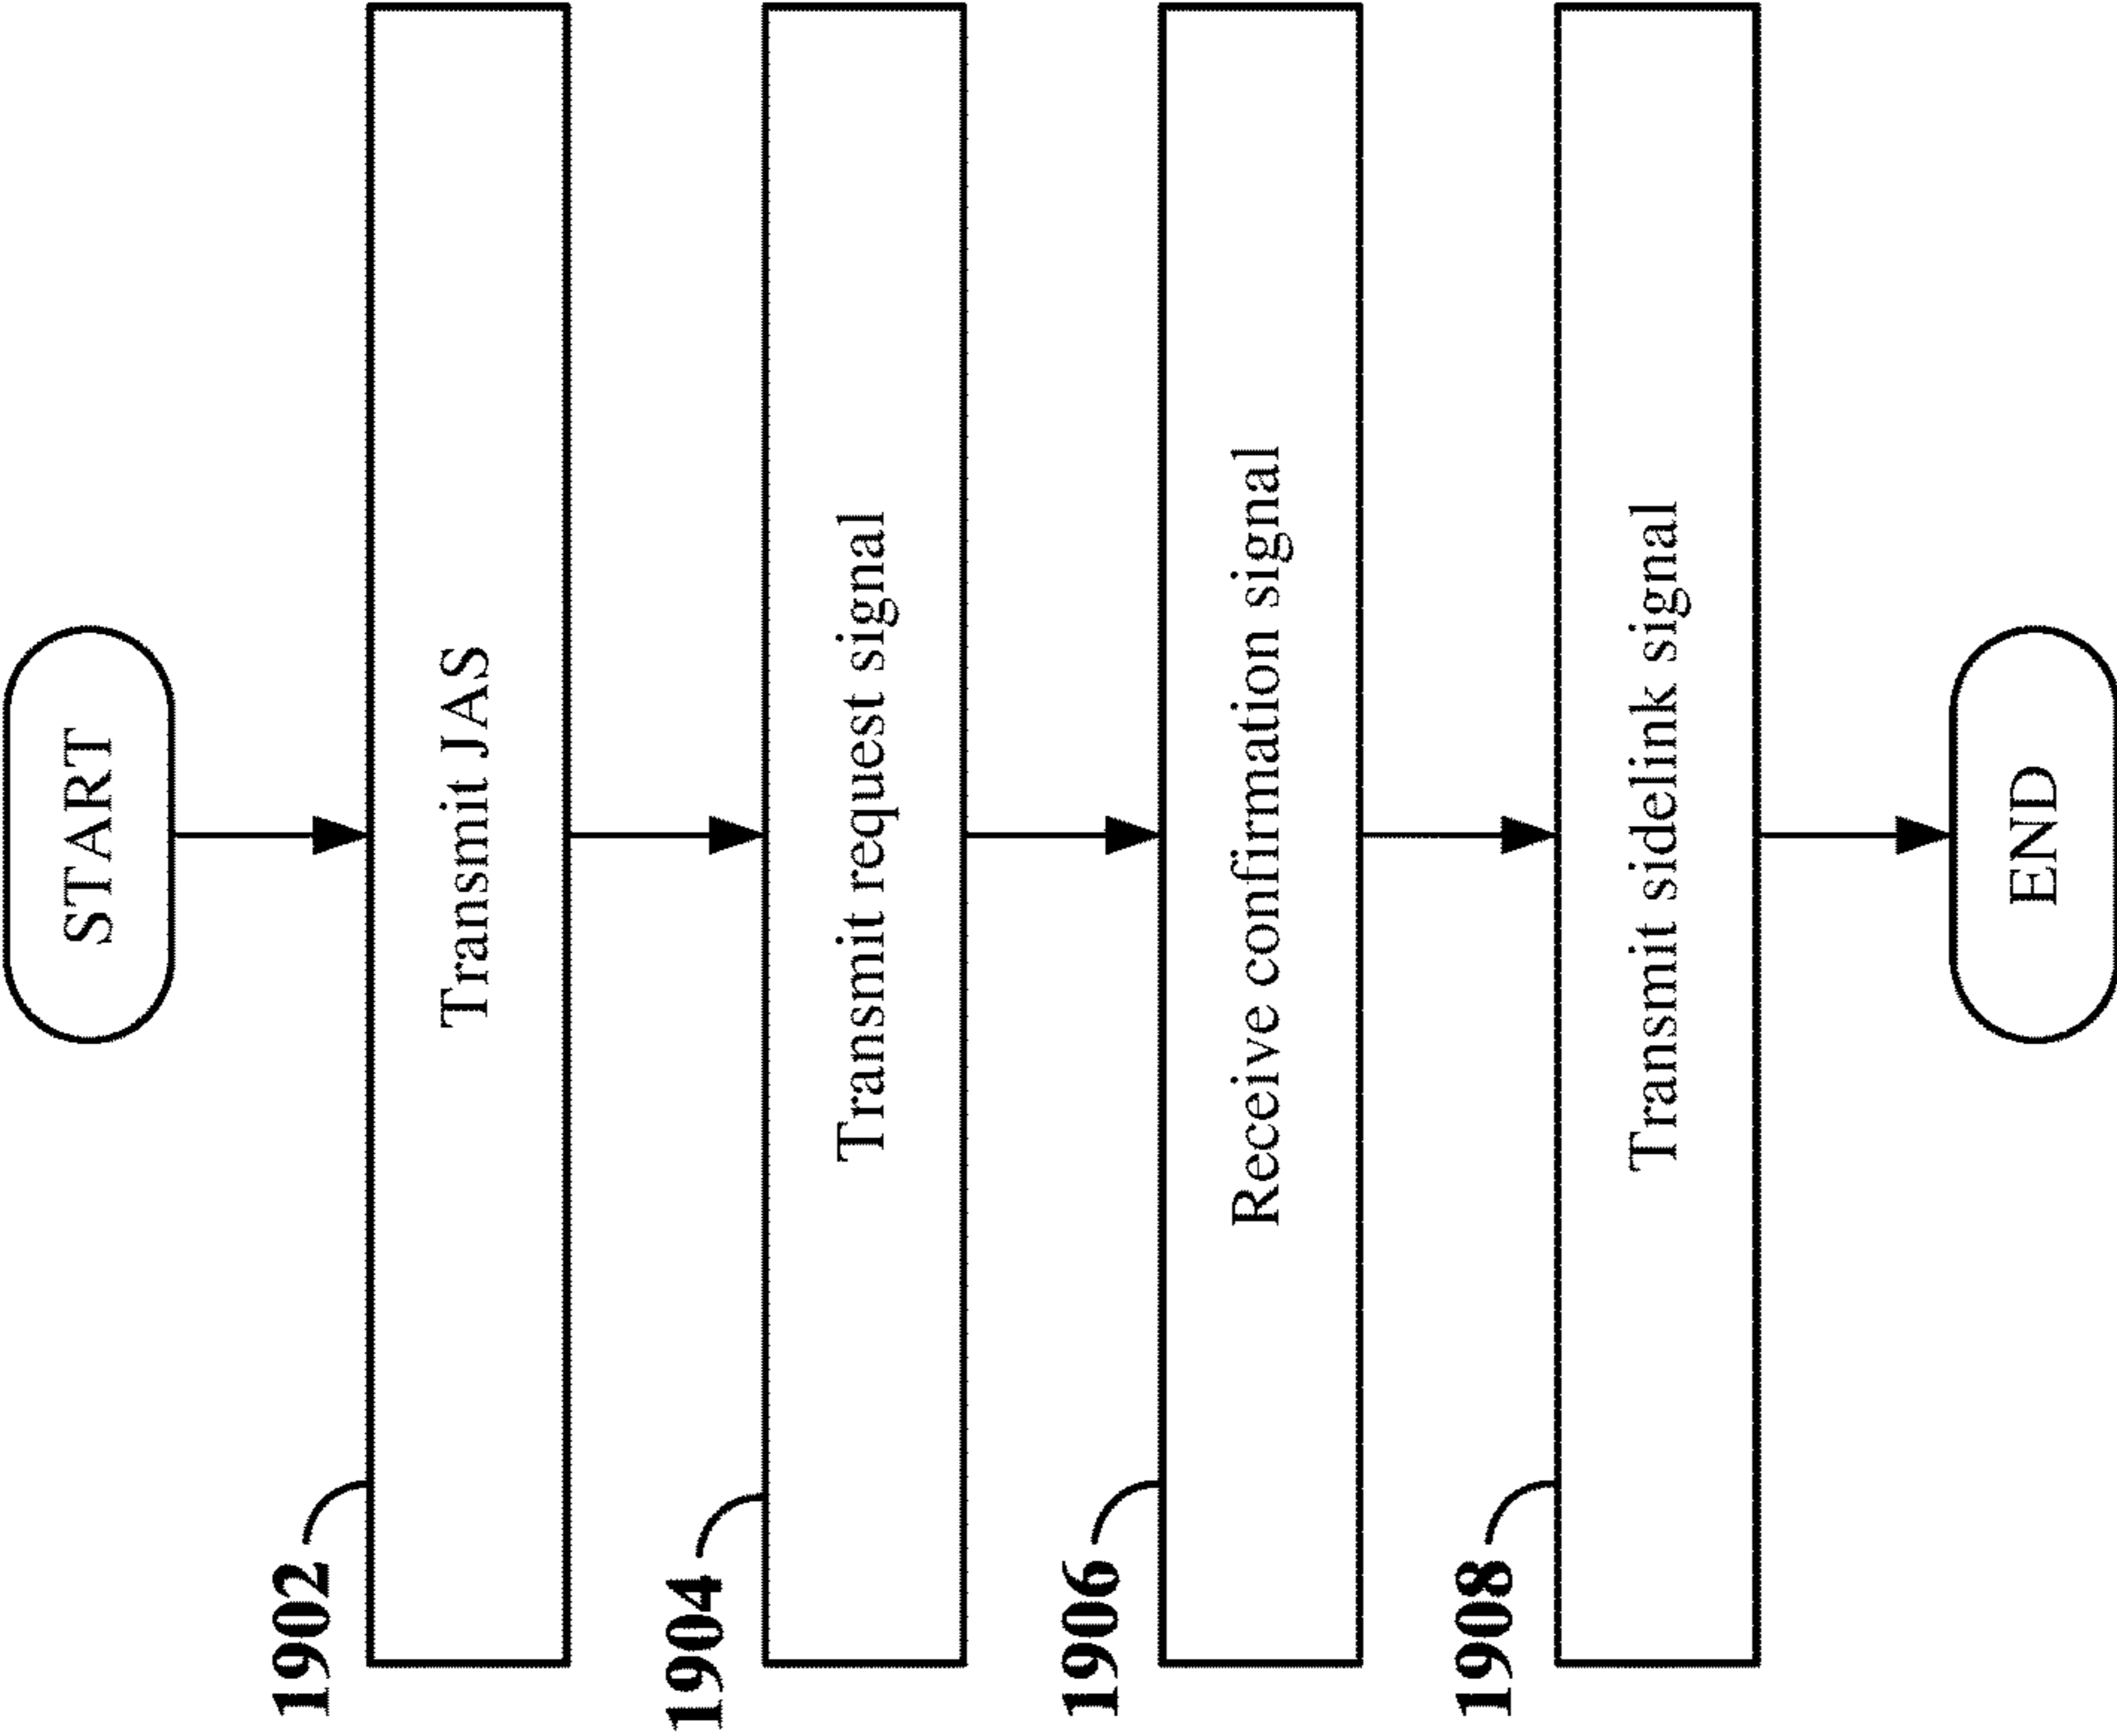 START
1902
Transmit JAS
1904
Transmit request signal
1906
Receive confirmation signal
1908
Transmit sidelink signal
END